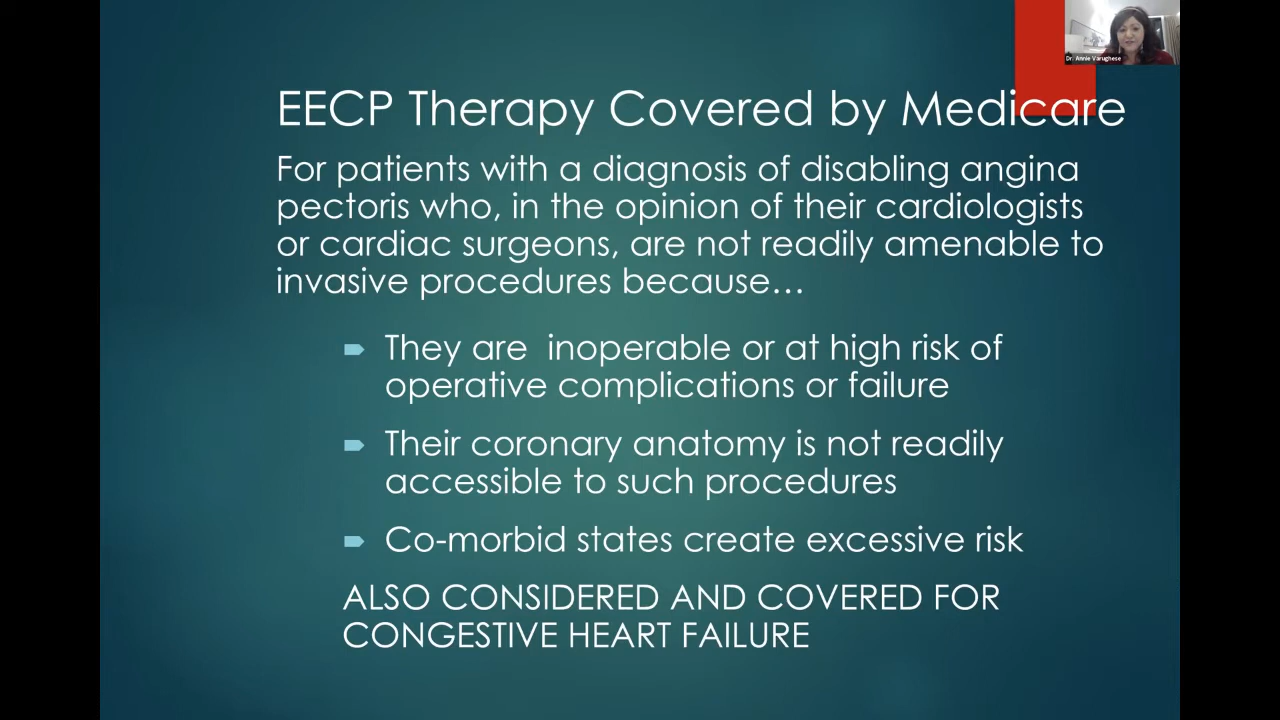 Dr. Annie Varughese
EECP Therapy Covered by Medicare
For patients with a diagnosis of disabling angina
pectoris who, in the opinion of their cardiologists
or cardiac surgeons, are not readily amenable to
invasive procedures because…
They are  inoperable or at high risk of
operative complications or failure
Their coronary anatomy is not readily
accessible to such procedures
Co-morbid states create excessive risk
ALSO CONSIDERED AND COVERED FOR
CONGESTIVE HEART FAILURE